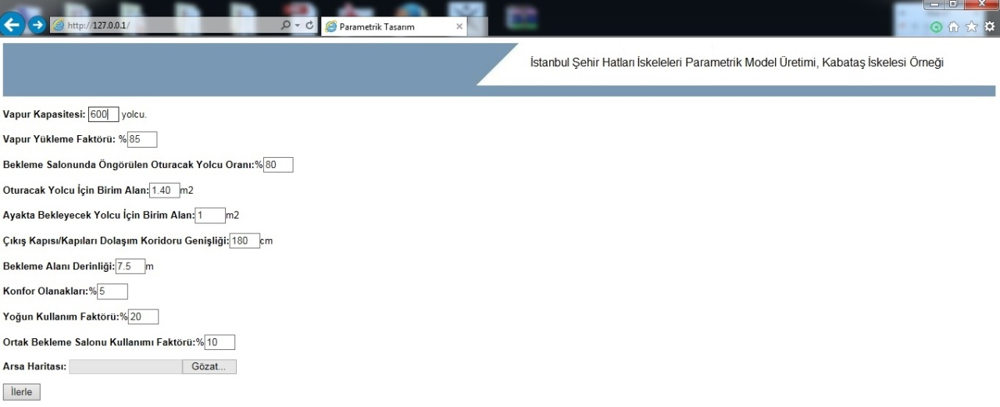 http://127.0.0.1/
Parametrik Tasarım
İstanbul Şehir Hatları İskeleleri Parametrik Model Üretimi, Kabataş İskelesi Örneği
Vapur Kapasitesi: 600 yolcu.
Vapur Yükleme Faktörü: %85
Bekleme Salonunda Öngörülen Oturacak Yolcu Oranı:%80
Oturacak Yolcu İçin Birim Alan:1.40 m2
Ayakta Bekleyecek Yolcu İçin Birim Alan:1 m2
Çıkış Kapısı/Kapıları Dolaşım Koridoru Genişliği:180 cm
Bekleme Alanı Derinliği:7.5 m
Konfor Olanakları:%5
Yoğun Kullanım Faktörü:%20
Ortak Bekleme Salonu Kullanımı Faktörü:%10
Arsa Haritası: Gözat...
İlerle